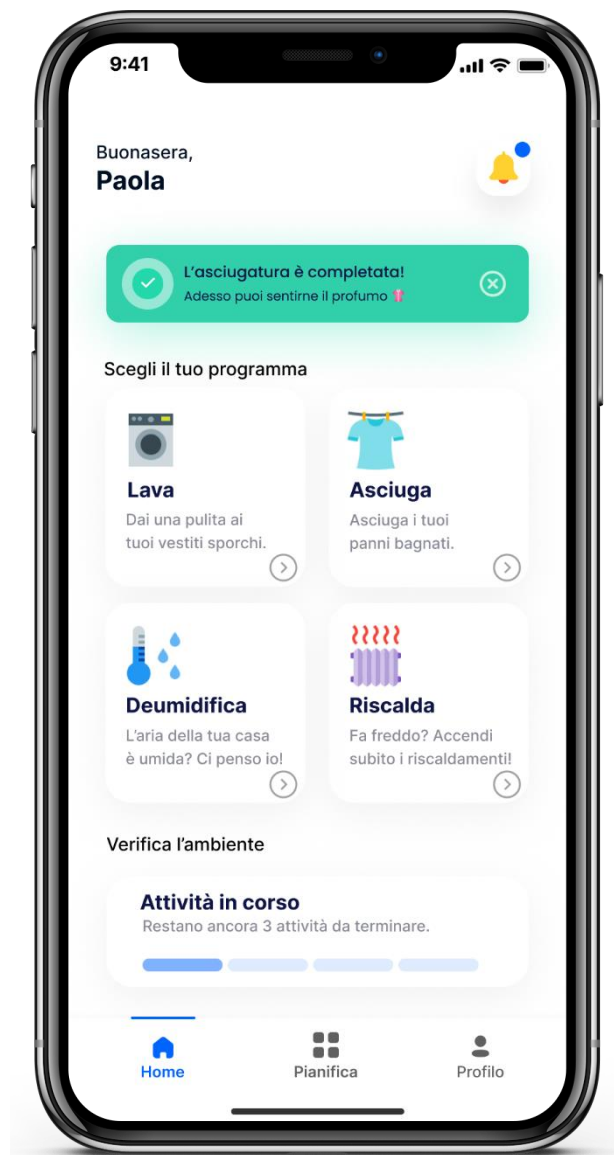 9:41
Buonasera,
Paola
L’asciugatura è completata!
Adesso puoi sentirne il profumo
Scegli il tuo programma
Lava
Dai una pulita ai
tuoi vestiti sporchi.
Asciuga
Asciuga i tuoi
panni bagnati.
Deumidifica
L’aria della tua casa
è umida? Ci penso io!
Riscalda
Fa freddo? Accendi
subito i riscaldamenti!
Verifica l’ambiente
Attività in corso
Restano ancora 3 attività da terminare.
Home
Pianifica
Profilo